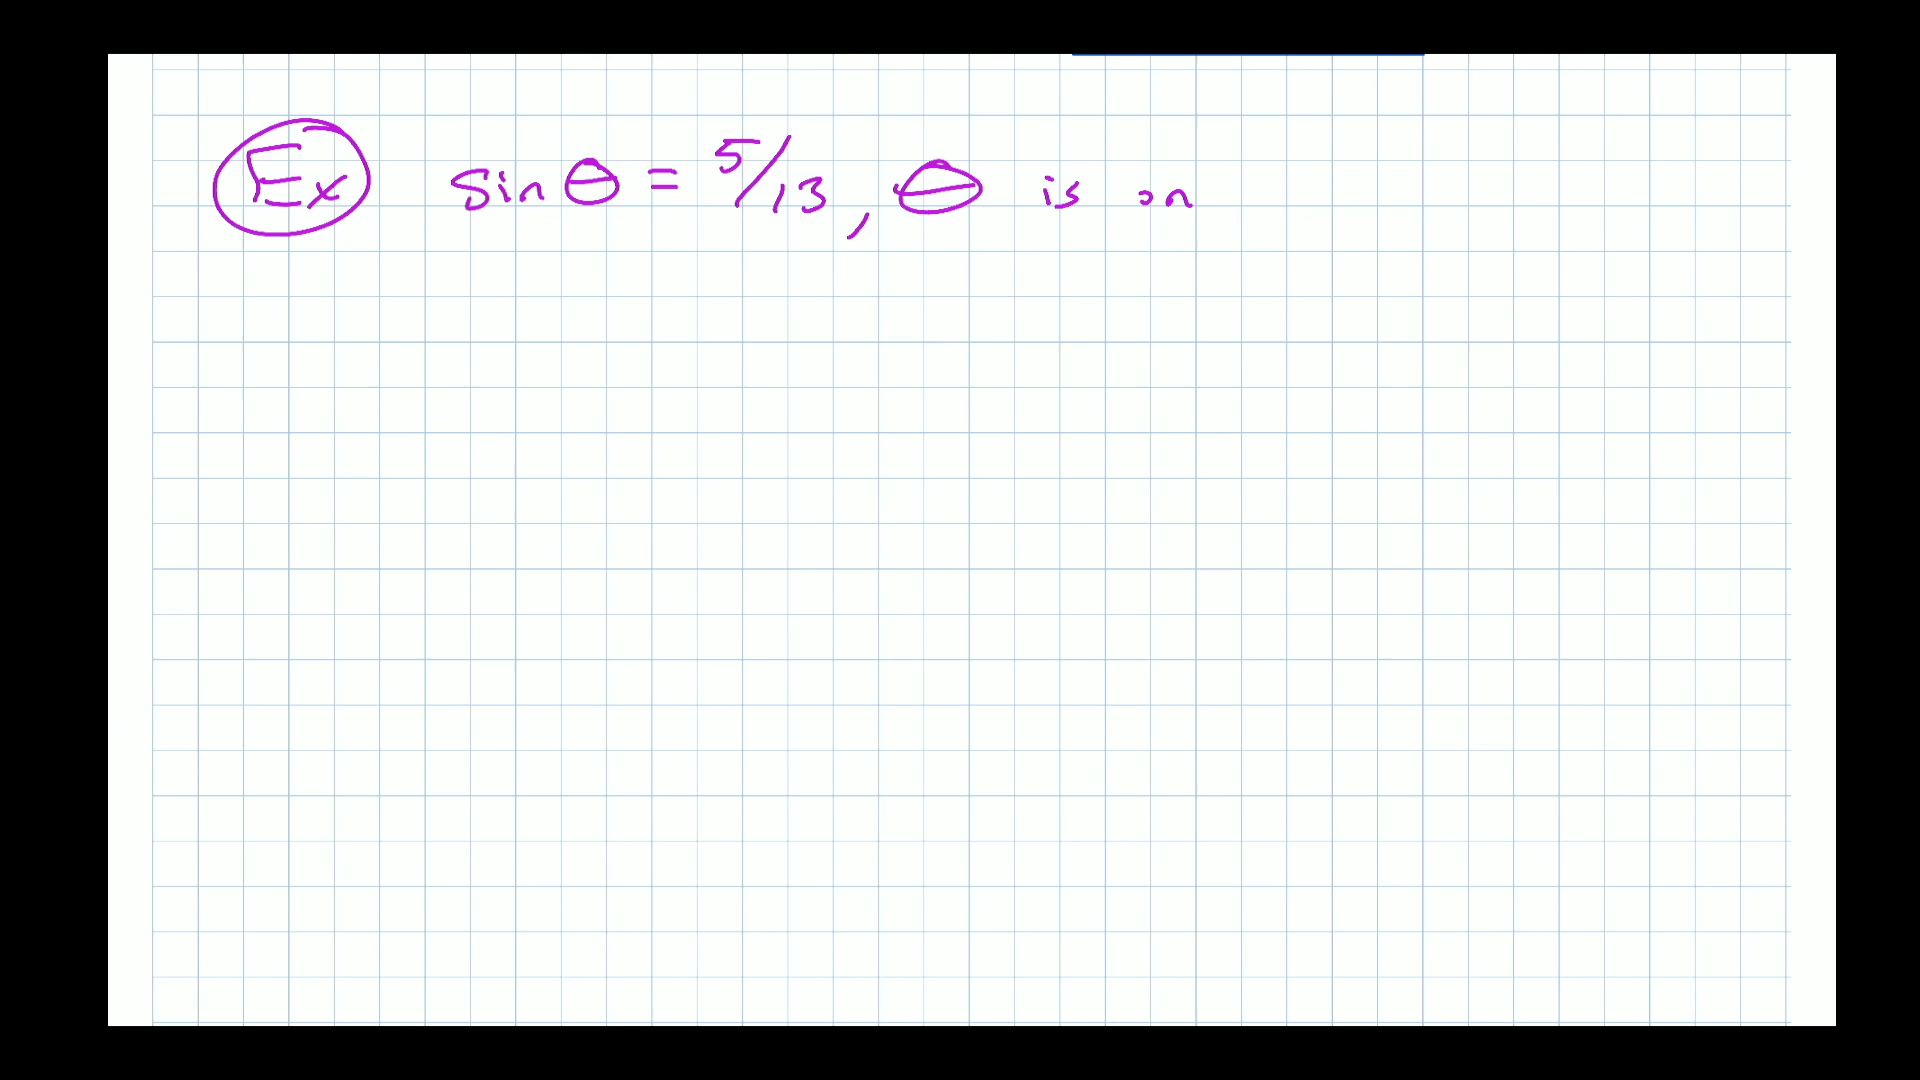 Ex sin θ = 5/13, θ is on